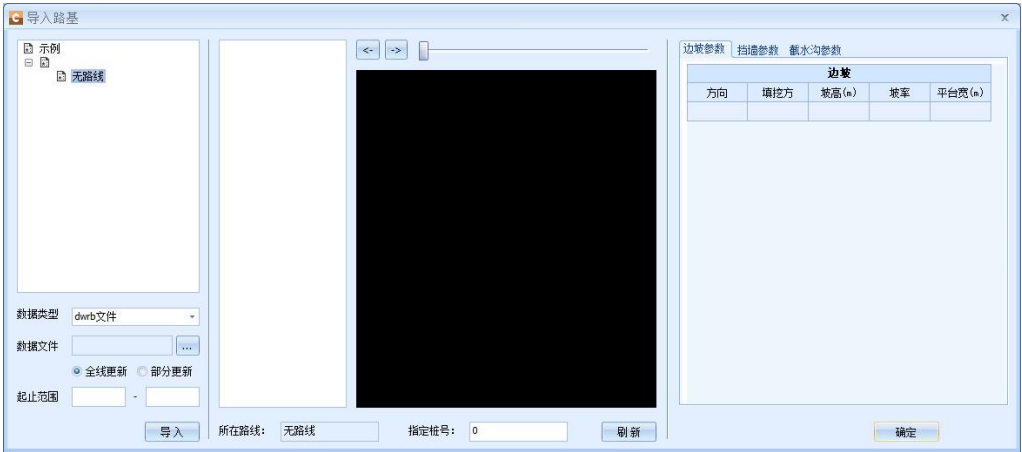 导入路基
示例
无路线
数据类型 dwrb文件
数据文件 ...
全线更新 部分更新
起止范围 -
导入
<- ->
所在路线: 无路线 指定桩号: 0 刷新
边坡参数 挡墙参数 截水沟参数
边坡
方向 填挖方 坡高(m) 坡率 平台宽(m)
确定